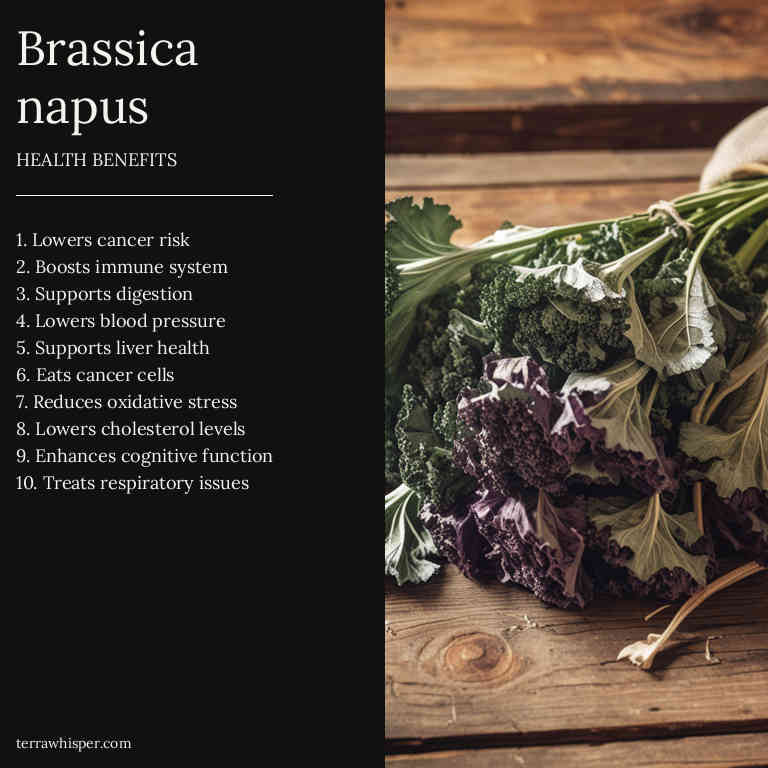 Brassica
napus
HEALTH BENEFITS
1. Lowers cancer risk
2. Boosts immune system
3. Supports digestion
4. Lowers blood pressure
5. Supports liver health
6. Eats cancer cells
7. Reduces oxidative stress
8. Lowers cholesterol levels
9. Enhances cognitive function
10. Treats respiratory issues
terrawhisper.com